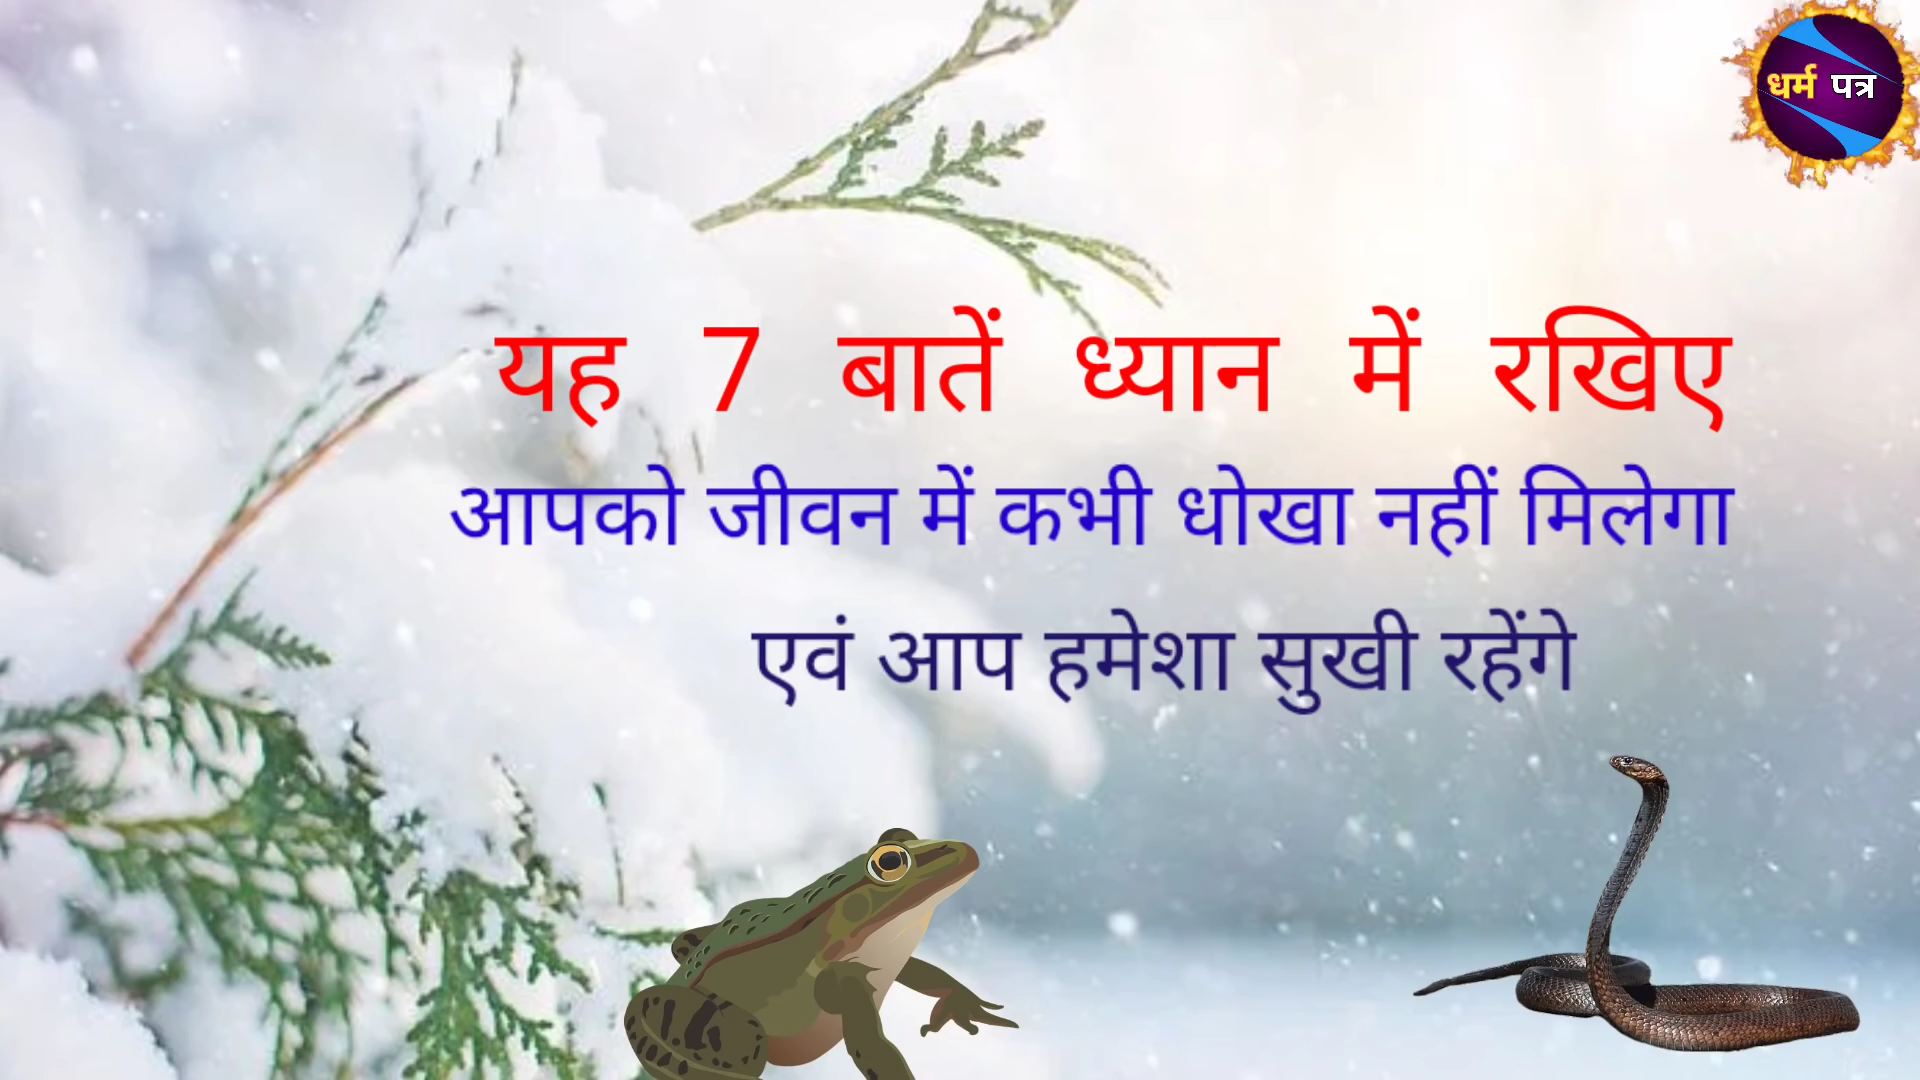 धर्म पत्र
यह 7 बातें ध्यान में रखिए
आपको जीवन में कभी धोखा नहीं मिलेगा
एवं आप हमेशा सुखी रहेंगे